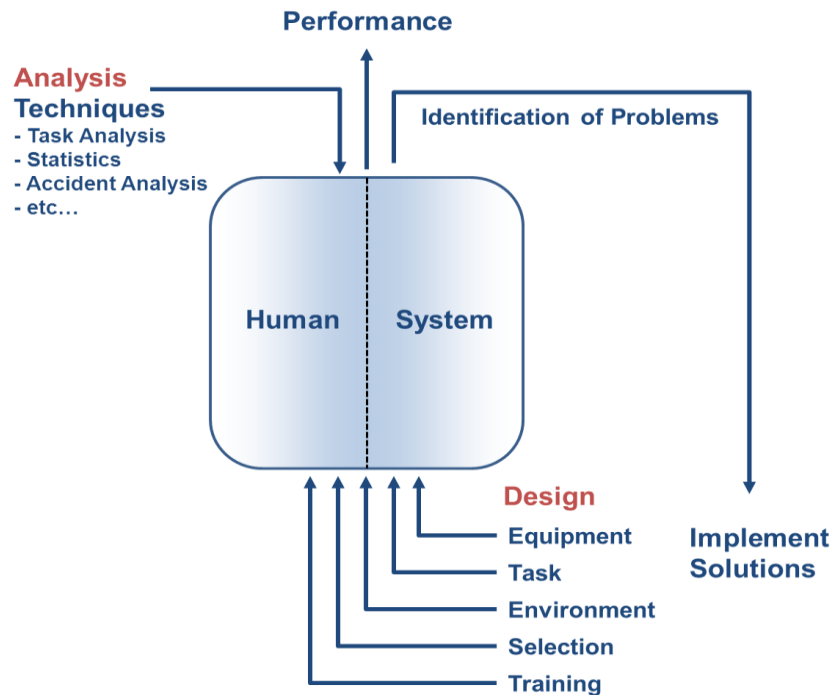 Performance
Analysis
Techniques
- Task Analysis
- Statistics
- Accident Analysis
- etc...
Identification of Problems
Human
System
Design
Equipment
Task
Environment
Selection
Training
Implement
Solutions